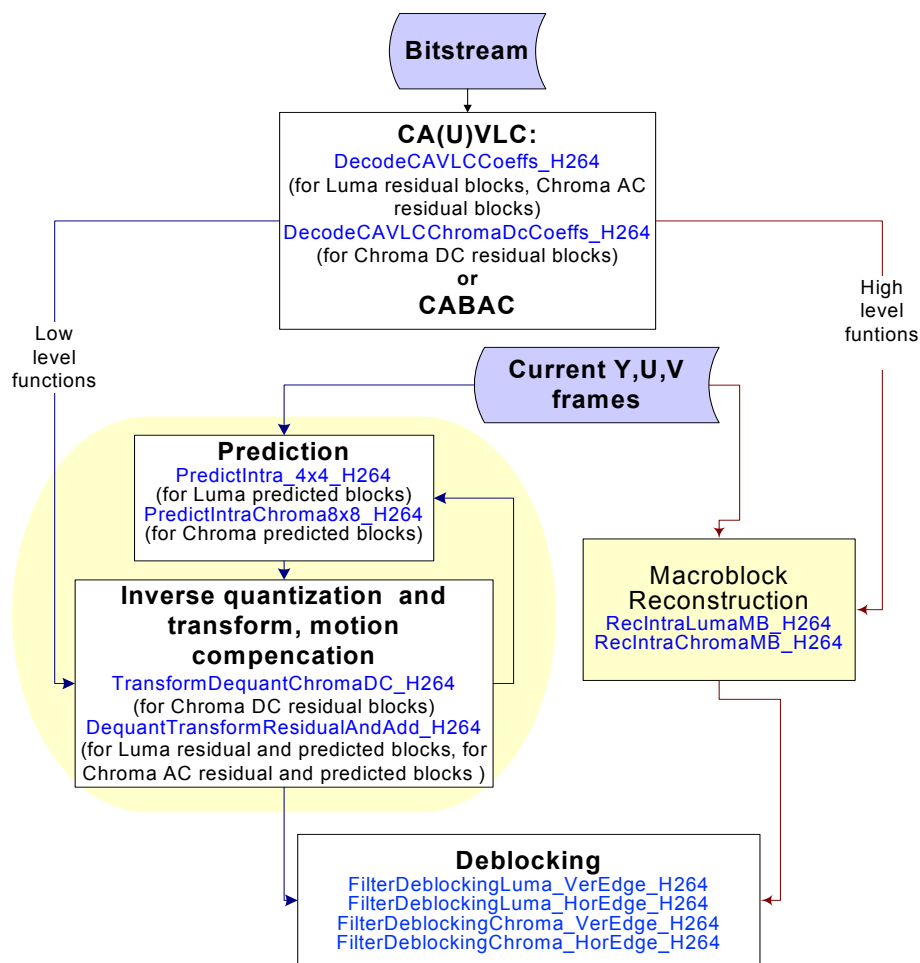 Bitstream
CA(U)VLC:
DecodeCAVLCCoeffs_H264
(for Luma residual blocks, Chroma AC
residual blocks)
DecodeCAVLCChromaDcCoeffs_H264
(for Chroma DC residual blocks)
or
CABAC
Low
level
functions
High
level
funtions
Current Y,U,V
frames
Prediction
PredictIntra_4x4_H264
(for Luma predicted blocks)
PredictIntraChroma8x8_H264
(for Chroma predicted blocks)
Inverse quantization and
transform, motion
compencation
TransformDequantChromaDC_H264
(for Chroma DC residual blocks)
DequantTransformResidualAndAdd_H264
(for Luma residual and predicted blocks, for
Chroma AC residual and predicted blocks )
Macroblock
Reconstruction
RecIntraLumaMB_H264
RecIntraChromaMB_H264
Deblocking
FilterDeblockingLuma_VerEdge_H264
FilterDeblockingLuma_HorEdge_H264
FilterDeblockingChroma_VerEdge_H264
FilterDeblockingChroma_HorEdge_H264